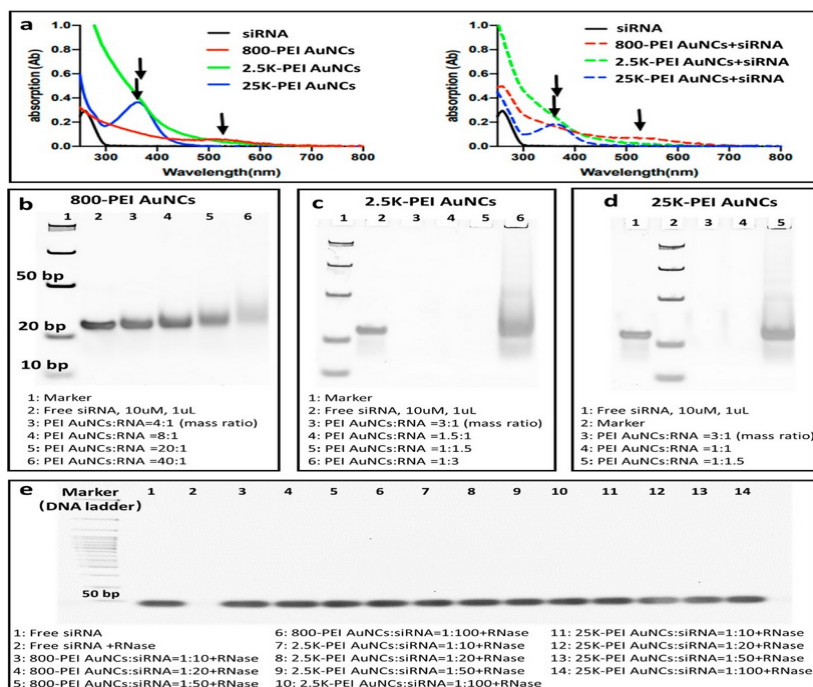 a
siRNA
800-PEI AuNCs
2.5K-PEI AuNCs
25K-PEI AuNCs
absorption (Ab)
1.0
0.8
0.6
0.4
0.2
0.0
300 400 500 600 700 800
Wavelength(nm)
siRNA
800-PEI AuNCs+siRNA
2.5K-PEI AuNCs+siRNA
25K-PEI AuNCs+siRNA
absorption (Ab)
1.0
0.8
0.6
0.4
0.2
0.0
300 400 500 600 700 800
Wavelength(nm)
b 800-PEI AuNCs
1 2 3 4 5 6
50 bp
20 bp
10 bp
1: Marker
2: Free siRNA, 10uM, 1uL
3: PEI AuNCs:RNA=4:1 (mass ratio)
4: PEI AuNCs:RNA =8:1
5: PEI AuNCs:RNA =20:1
6: PEI AuNCs:RNA =40:1
c 2.5K-PEI AuNCs
1 2 3 4 5 6
1: Marker
2: Free siRNA, 10uM, 1uL
3: PEI AuNCs:RNA =3:1 (mass ratio)
4: PEI AuNCs:RNA =1.5:1
5: PEI AuNCs:RNA =1:1.5
6: PEI AuNCs:RNA =1:3
d 25K-PEI AuNCs
1 2 3 4 5
1: Free siRNA, 10uM, 1uL
2: Marker
3: PEI AuNCs:RNA =3:1 (mass ratio)
4: PEI AuNCs:RNA =1:1
5: PEI AuNCs:RNA =1:1.5
e Marker 1 2 3 4 5 6 7 8 9 10 11 12 13 14
(DNA ladder)
50 bp
1: Free siRNA
2: Free siRNA +RNase
3: 800-PEI AuNCs:siRNA=1:10+RNase
4: 800-PEI AuNCs:siRNA=1:20+RNase
5: 800-PEI AuNCs:siRNA=1:50+RNase
6: 800-PEI AuNCs:siRNA=1:100+RNase
7: 2.5K-PEI AuNCs:siRNA=1:10+RNase
8: 2.5K-PEI AuNCs:siRNA=1:20+RNase
9: 2.5K-PEI AuNCs:siRNA=1:50+RNase
10: 2.5K-PEI AuNCs:siRNA=1:100+RNase
11: 25K-PEI AuNCs:siRNA=1:10+RNase
12: 25K-PEI AuNCs:siRNA=1:20+RNase
13: 25K-PEI AuNCs:siRNA=1:50+RNase
14: 25K-PEI AuNCs:siRNA=1:100+RNase